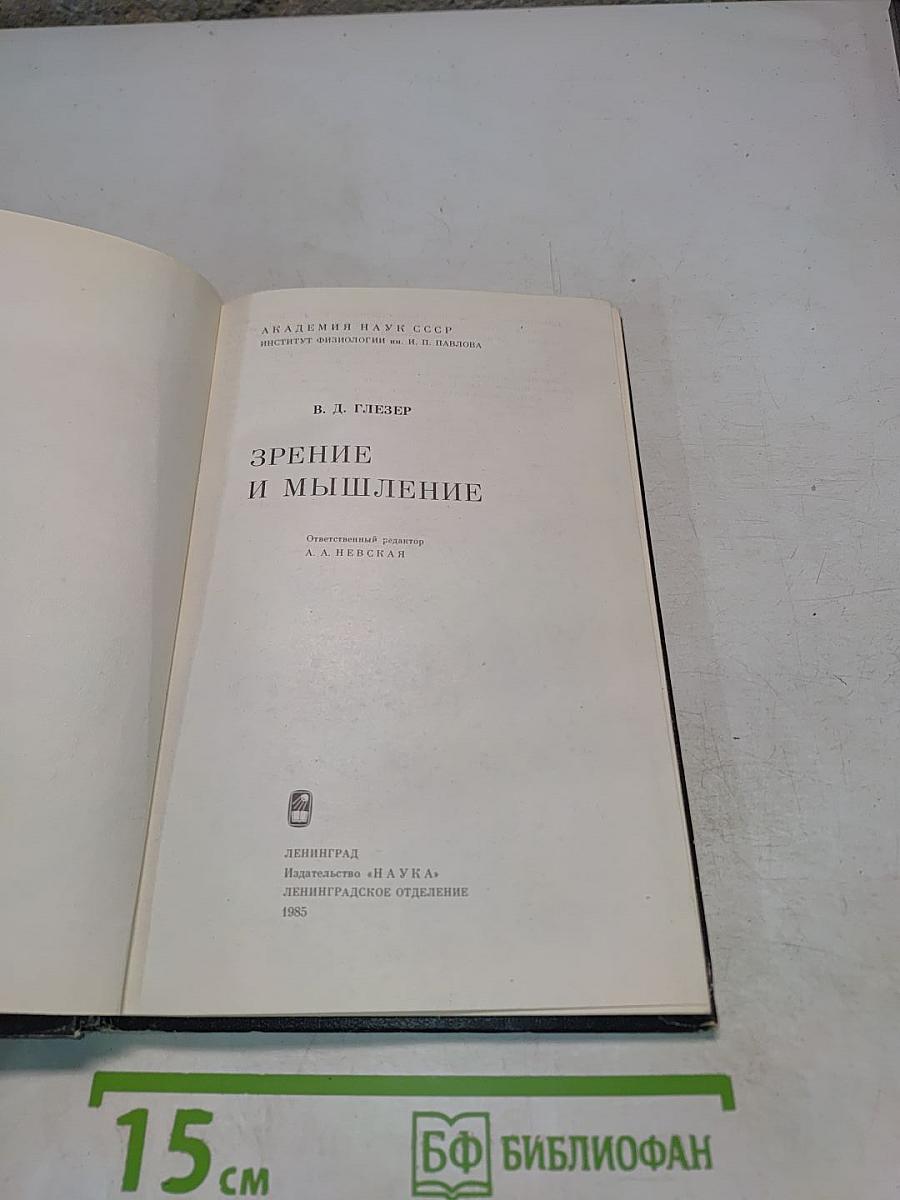 АКАДЕМИЯ НАУК СССР
ИНСТИТУТ ФИЗИОЛОГИИ им. И. П. ПАВЛОВА
В. Д. ГЛЕЗЕР
ЗРЕНИЕ
И МЫШЛЕНИЕ
Ответственный редактор
А. А. НЕВСКАЯ
ЛЕНИНГРАД
Издательство «НАУКА»
ЛЕНИНГРАДСКОЕ ОТДЕЛЕНИЕ
1985
15 см
БФ БИБЛИОФАН